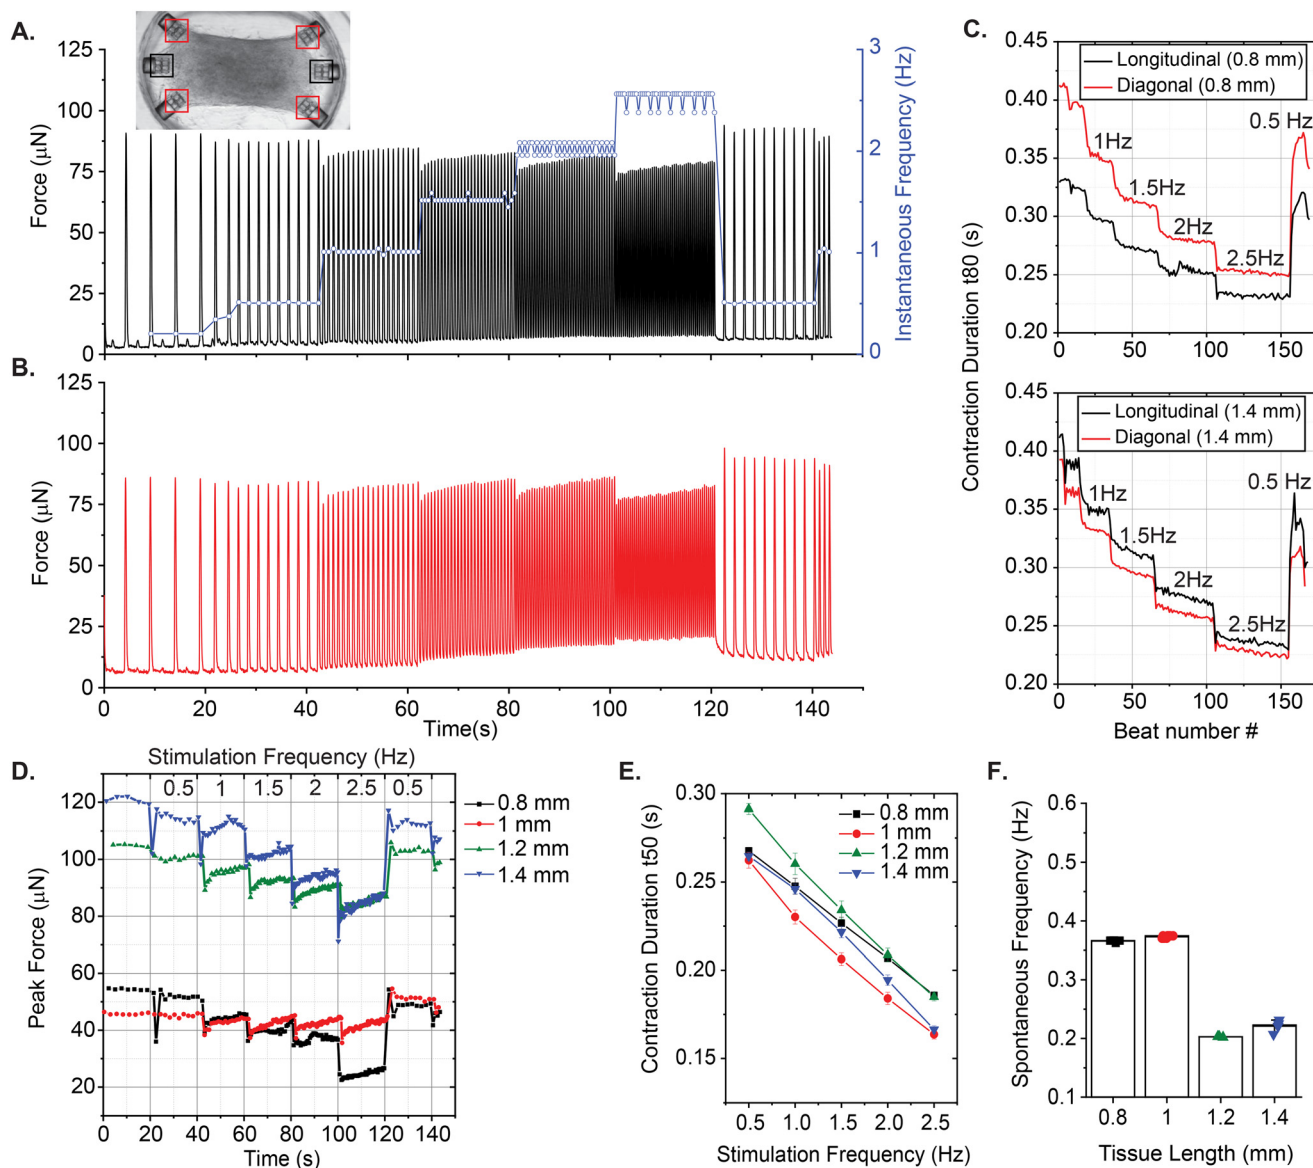 A.
125
100
75
50
25
0
Force (μN)
3
2
1
0
Instantaneous Frequency (Hz)
B.
125
100
75
50
25
0
Force (μN)
0 20 40 60 80 100 120 140
Time(s)
C.
Contraction Duration t80 (s)
0.45
0.40
0.35
0.30
0.25
0.20
Longitudinal (0.8 mm)
Diagonal (0.8 mm)
0.5 Hz
1Hz
1.5Hz
2Hz
2.5Hz
0 50 100 150
0.45
0.40
0.35
0.30
0.25
0.20
Longitudinal (1.4 mm)
Diagonal (1.4 mm)
0.5 Hz
1Hz
1.5Hz
2Hz
2.5Hz
0 50 100 150
Beat number #
D.
Stimulation Frequency (Hz)
0.5 1 1.5 2 2.5 0.5
120
100
80
60
40
20
Peak Force (μN)
0.8 mm
1 mm
1.2 mm
1.4 mm
0 20 40 60 80 100 120 140
Time (s)
E.
0.30
0.25
0.20
0.15
Contraction Duration t50 (s)
0.8 mm
1 mm
1.2 mm
1.4 mm
0.5 1.0 1.5 2.0 2.5
Stimulation Frequency (Hz)
F.
0.6
0.5
0.4
0.3
0.2
0.1
Spontaneous Frequency (Hz)
0.8 1 1.2 1.4
Tissue Length (mm)